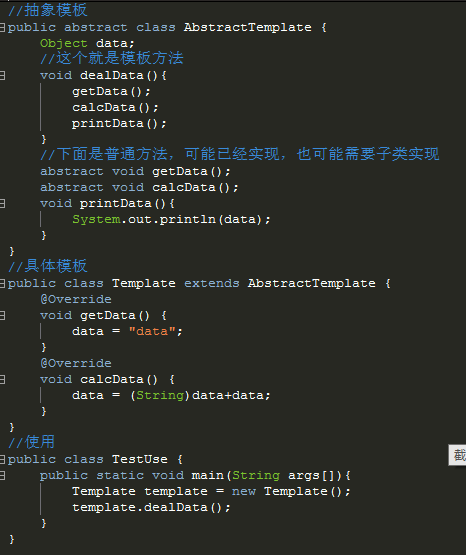 //抽象模板
public abstract class AbstractTemplate {
    Object data;
    //这个就是模板方法
    void dealData(){
        getData();
        calcData();
        printData();
    }
    //下面是普通方法，可能已经实现，也可能需要子类实现
    abstract void getData();
    abstract void calcData();
    void printData(){
        System.out.println(data);
    }
}
//具体模板
public class Template extends AbstractTemplate {
    @Override
    void getData() {
        data = "data";
    }
    @Override
    void calcData() {
        data = (String)data+data;
    }
}
//使用
public class TestUse {
    public static void main(String args[]){
        Template template = new Template();
        template.dealData();
    }
}
截